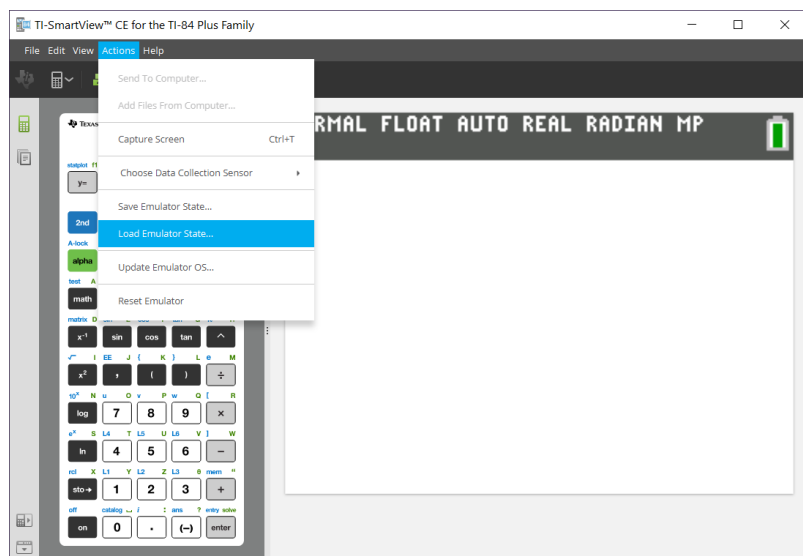 TI-SmartView™ CE for the TI-84 Plus Family
File Edit View Actions Help
Send To Computer...
Add Files From Computer...
Capture Screen Ctrl+T
Choose Data Collection Sensor
Save Emulator State...
Load Emulator State...
Update Emulator OS...
Reset Emulator
RMAL FLOAT AUTO REAL RADIAN MP
TEXAS
statplot f1
y=
2nd
A-lock
alpha
test A
math
matrix D
x⁻¹ sin cos tan ^
√‾ I EE J { K } L e M
x² , ( ) ÷
10ˣ N u O v P w Q [ R
log 7 8 9 ×
eˣ S L4 T L5 U L6 V ] W
ln 4 5 6 −
rcl X L1 Y L2 Z L3 θ mem "
sto→ 1 2 3 +
off catalog i : ans ? entry solve
on 0 . (−) enter